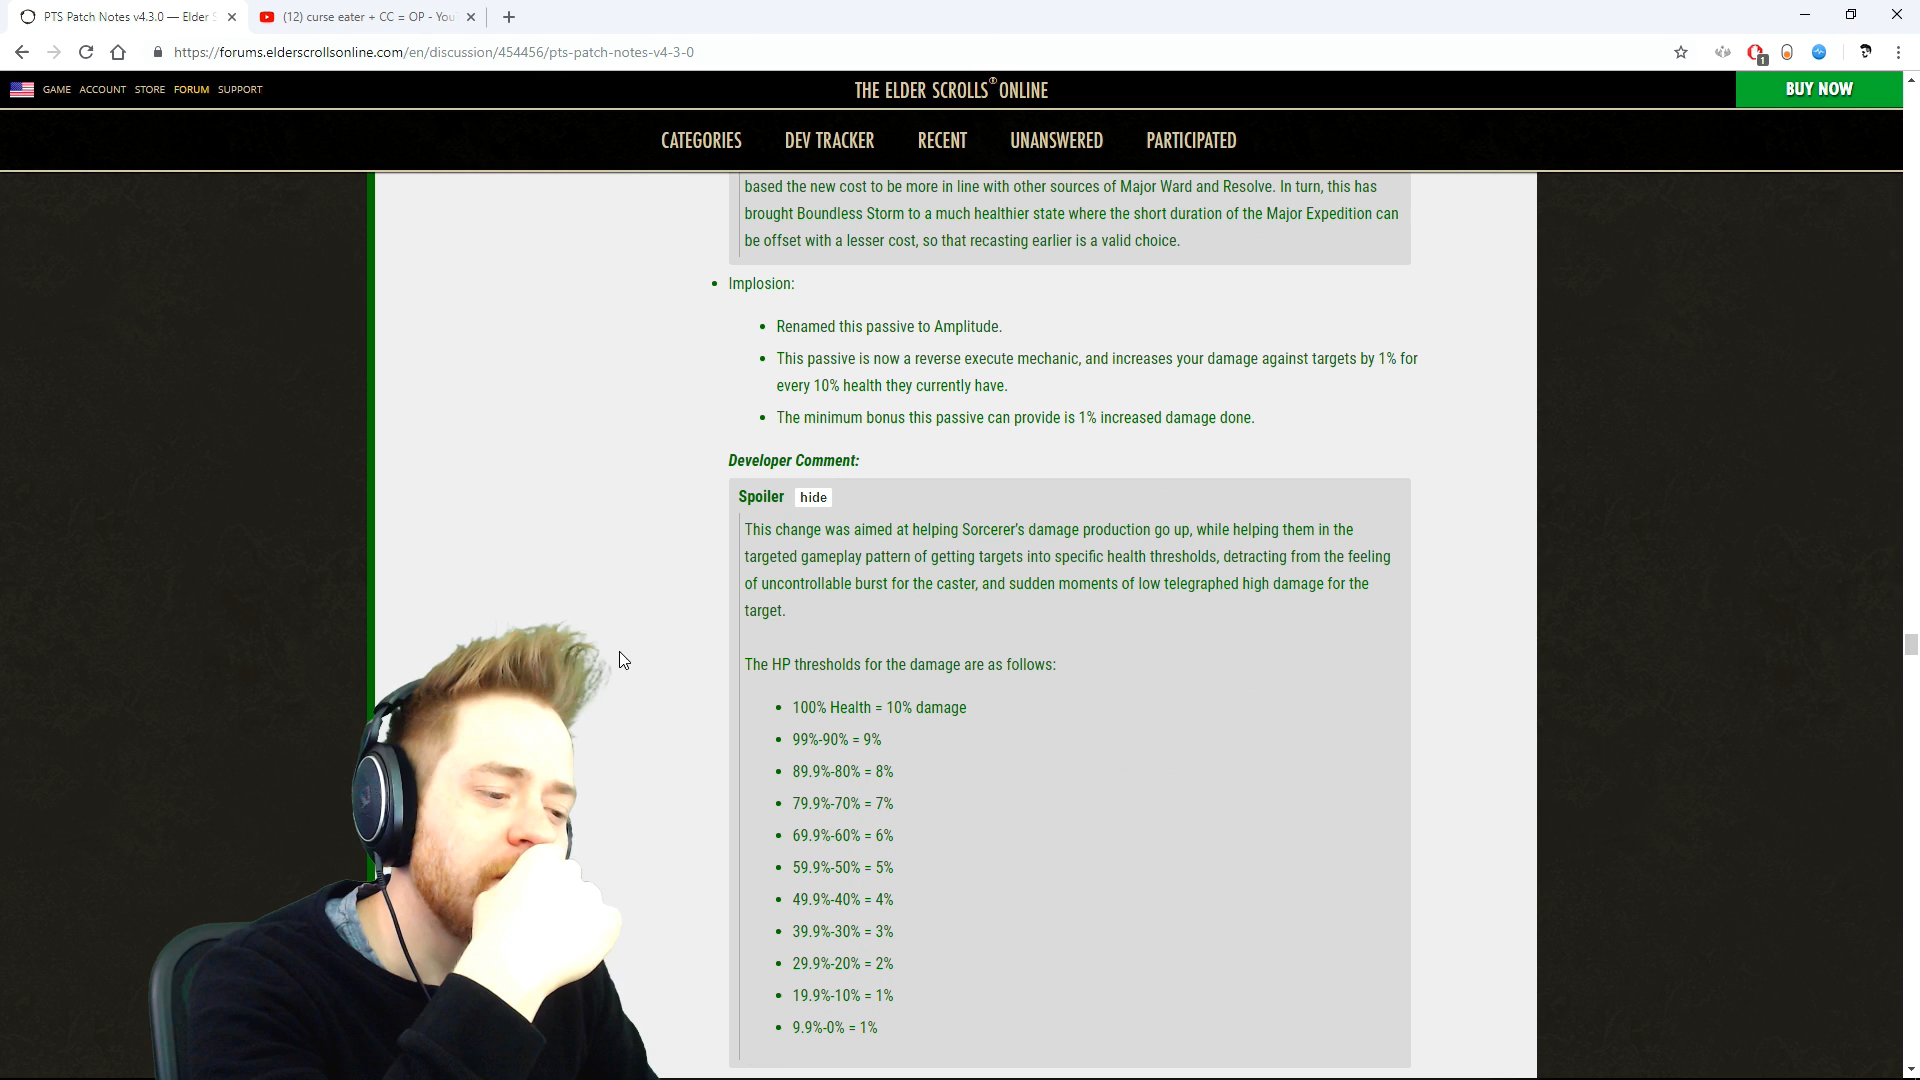 PTS Patch Notes v4.3.0 — Elder S
(12) curse eater + CC = OP - You
https://forums.elderscrollsonline.com/en/discussion/454456/pts-patch-notes-v4-3-0
1
GAME ACCOUNT STORE FORUM SUPPORT
THE ELDER SCROLLS ONLINE
BUY NOW
CATEGORIES DEV TRACKER RECENT UNANSWERED PARTICIPATED
based the new cost to be more in line with other sources of Major Ward and Resolve. In turn, this has
brought Boundless Storm to a much healthier state where the short duration of the Major Expedition can
be offset with a lesser cost, so that recasting earlier is a valid choice.
• Implosion:
• Renamed this passive to Amplitude.
• This passive is now a reverse execute mechanic, and increases your damage against targets by 1% for
every 10% health they currently have.
• The minimum bonus this passive can provide is 1% increased damage done.
Developer Comment:
Spoiler hide
This change was aimed at helping Sorcerer's damage production go up, while helping them in the
targeted gameplay pattern of getting targets into specific health thresholds, detracting from the feeling
of uncontrollable burst for the caster, and sudden moments of low telegraphed high damage for the
target.
The HP thresholds for the damage are as follows:
• 100% Health = 10% damage
• 99%-90% = 9%
• 89.9%-80% = 8%
• 79.9%-70% = 7%
• 69.9%-60% = 6%
• 59.9%-50% = 5%
• 49.9%-40% = 4%
• 39.9%-30% = 3%
• 29.9%-20% = 2%
• 19.9%-10% = 1%
• 9.9%-0% = 1%